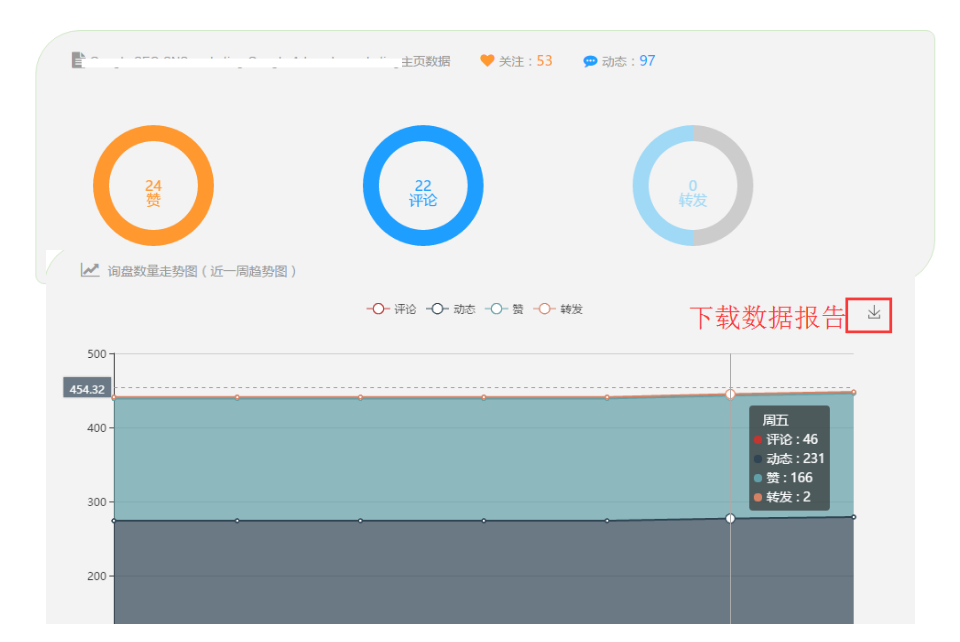 主页数据 关注：53 动态：97
24
赞
22
评论
0
转发
询盘数量走势图（近一周趋势图）
评论 动态 赞 转发
下载数据报告
500
454.32
400
300
200
周五
评论 : 46
动态 : 231
赞 : 166
转发 : 2